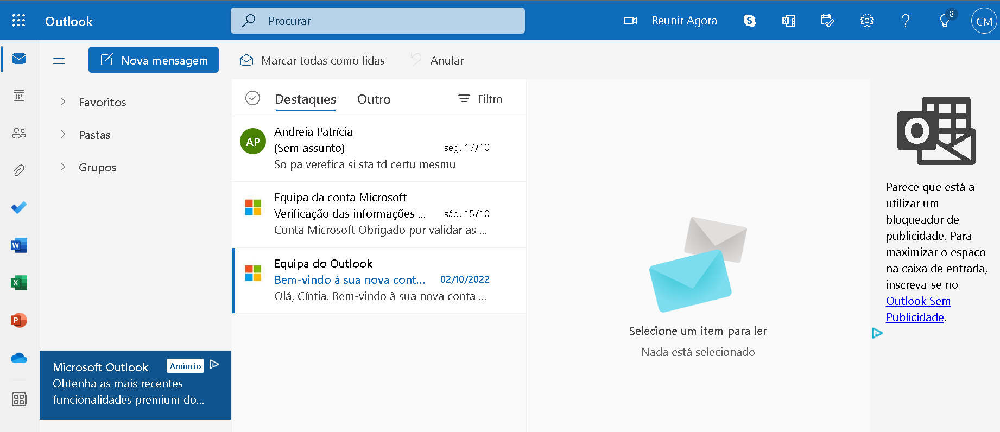 Outlook
Procurar
Reunir Agora
8
CM
Nova mensagem
Marcar todas como lidas
Anular
Favoritos
Pastas
Grupos
Destaques
Outro
Filtro
AP
Andreia Patrícia
(Sem assunto)
seg, 17/10
So pa verefica si sta td certu mesmu
Equipa da conta Microsoft
Verificação das informações ...
sáb, 15/10
Conta Microsoft Obrigado por validar as ...
Equipa do Outlook
Bem-vindo à sua nova cont...
02/10/2022
Olá, Cíntia. Bem-vindo à sua nova conta ...
Selecione um item para ler
Nada está selecionado
Parece que está a
utilizar um
bloqueador de
publicidade. Para
maximizar o espaço
na caixa de entrada,
inscreva-se no
Outlook Sem
Publicidade.
Microsoft Outlook
Anúncio
Obtenha as mais recentes
funcionalidades premium do...